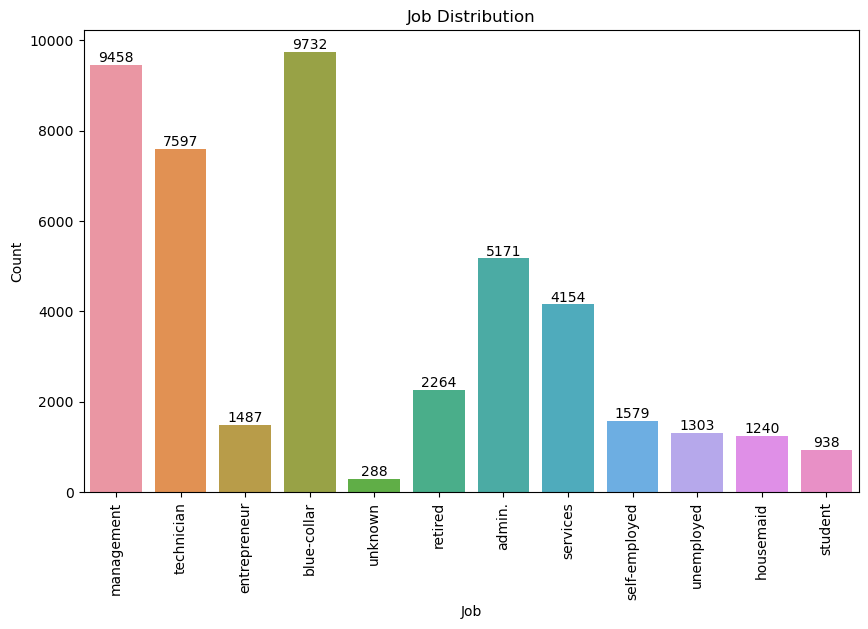 Job Distribution
10000
8000
6000
4000
2000
0
Count
9458
7597
1487
9732
288
2264
5171
4154
1579
1303
1240
938
management
technician
entrepreneur
blue-collar
unknown
retired
admin.
services
self-employed
unemployed
housemaid
student
Job